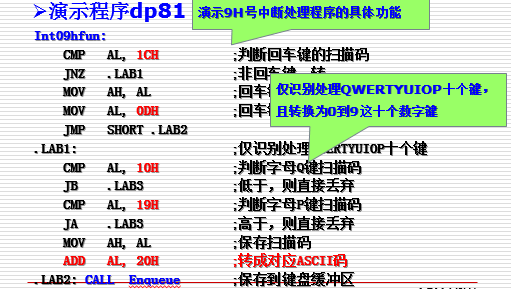 ➢演示程序dp81
演示9H号中断处理程序的具体功能
Int09hfun:
CMP AL, 1CH ;判断回车键的扫描码
JNZ .LAB1 ;非回车键，转
MOV AH, AL ;回车
MOV AL, 0DH ;回车
JMP SHORT .LAB2
仅识别处理QWERTYUIOP十个键，
且转换为0到9这十个数字键
.LAB1: ;仅识别处理 ERTYUIOP十个键
CMP AL, 10H ;判断字母Q键扫描码
JB .LAB3 ;低于，则直接丢弃
CMP AL, 19H ;判断字母P键扫描码
JA .LAB3 ;高于，则直接丢弃
MOV AH, AL ;保存扫描码
ADD AL, 20H ;转成对应ASCII码
.LAB2: CALL Enqueue ;保存到键盘缓冲区